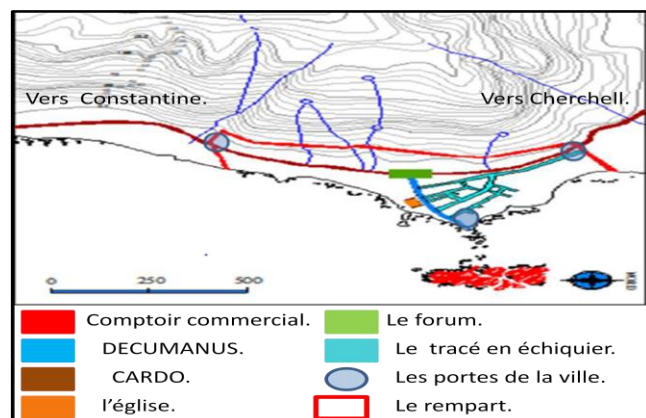 Vers Constantine.
Vers Cherchell.
0 250 500
NORD
Comptoir commercial.
Le forum.
DECUMANUS.
Le tracé en échiquier.
CARDO.
Les portes de la ville.
l'église.
Le rempart.